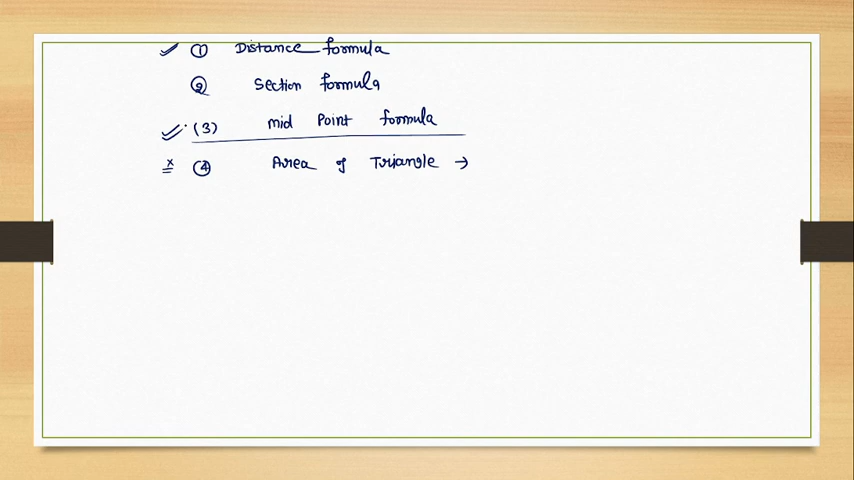 ✓ ① Distance formula
② Section formula
✓ (3) mid Point formula
x ④ Area of Triangle →